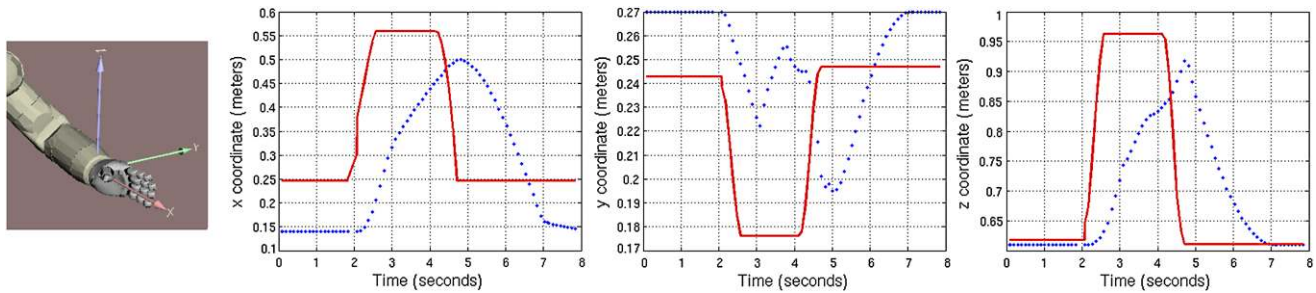 X
Y
0.6
0.55
0.5
0.45
0.4
0.35
0.3
0.25
0.2
0.15
0.1
x coordinate (meters)
0 1 2 3 4 5 6 7 8
Time (seconds)
0.27
0.26
0.25
0.24
0.23
0.22
0.21
0.2
0.19
0.18
0.17
y coordinate (meters)
0 1 2 3 4 5 6 7 8
Time (seconds)
1
0.95
0.9
0.85
0.8
0.75
0.7
0.65
z coordinate (meters)
0 1 2 3 4 5 6 7 8
Time (seconds)